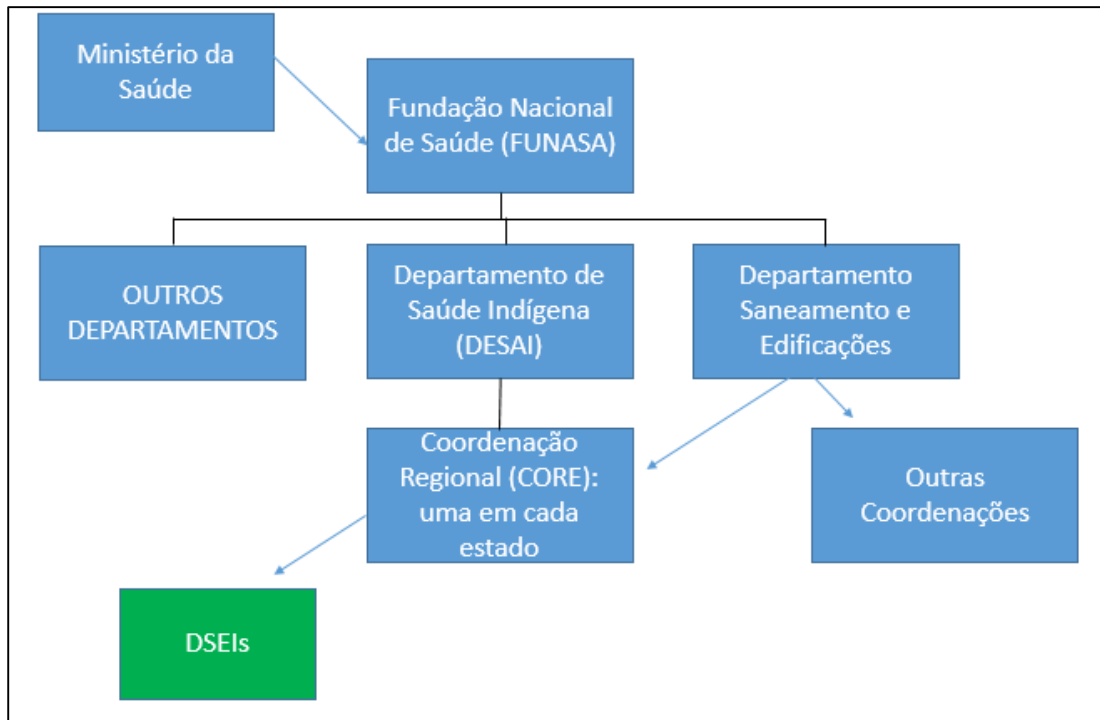 Ministério da
Saúde
Fundação Nacional
de Saúde (FUNASA)
OUTROS
DEPARTAMENTOS
Departamento de
Saúde Indígena
(DESAI)
Departamento
Saneamento e
Edificações
Coordenação
Regional (CORE):
uma em cada
estado
Outras
Coordenações
DSEIs